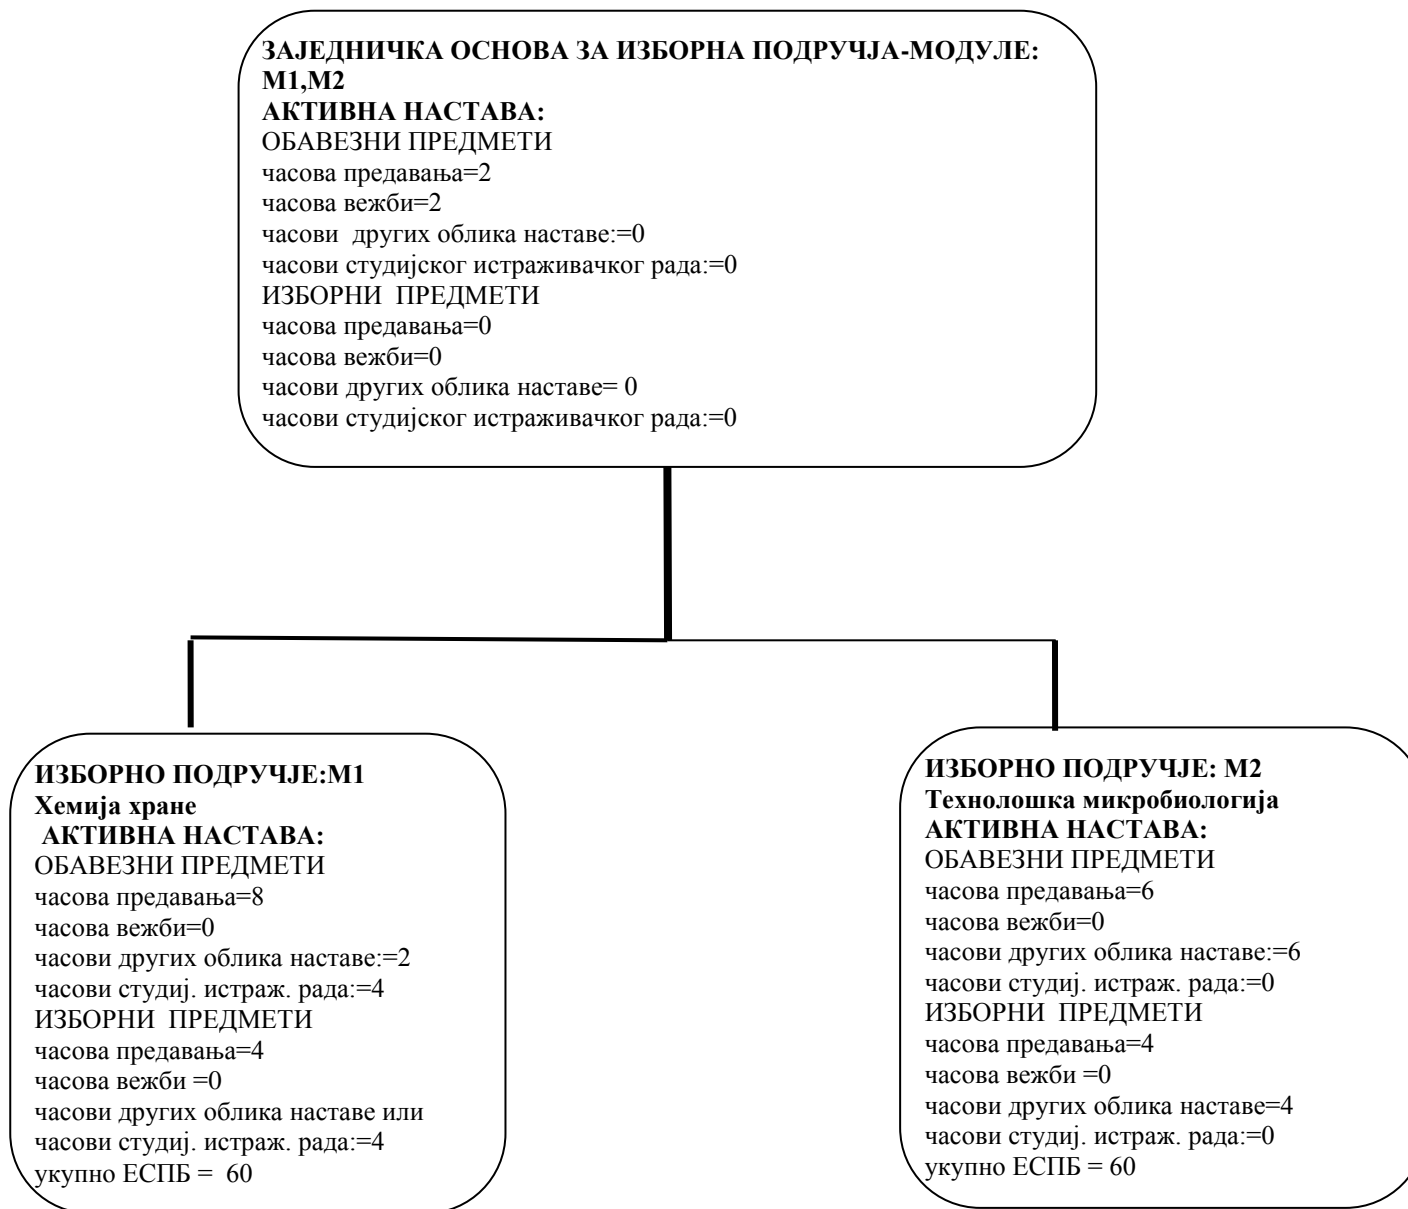 ЗАЈЕДНИЧКА ОСНОВА ЗА ИЗБОРНА ПОДРУЧЈА-МОДУЛЕ:
М1,М2
АКТИВНА НАСТАВА:
ОБАВЕЗНИ ПРЕДМЕТИ
часова предавања=2
часова вежби=2
часови  других облика наставе:=0
часови студијског истраживачког рада:=0
ИЗБОРНИ  ПРЕДМЕТИ
часова предавања=0
часова вежби=0
часови других облика наставе= 0
часови студијског истраживачког рада:=0
ИЗБОРНО ПОДРУЧЈЕ:М1
Хемија хране
АКТИВНА НАСТАВА:
ОБАВЕЗНИ ПРЕДМЕТИ
часова предавања=8
часова вежби=0
часови других облика наставе:=2
часови студиј. истраж. рада:=4
ИЗБОРНИ  ПРЕДМЕТИ
часова предавања=4
часова вежби =0
часови других облика наставе или
часови студиј. истраж. рада:=4
укупно ЕСПБ =  60
ИЗБОРНО ПОДРУЧЈЕ: М2
Технолошка микробиологија
АКТИВНА НАСТАВА:
ОБАВЕЗНИ ПРЕДМЕТИ
часова предавања=6
часова вежби=0
часови других облика наставе:=6
часови студиј. истраж. рада:=0
ИЗБОРНИ  ПРЕДМЕТИ
часова предавања=4
часова вежби =0
часови других облика наставе=4
часови студиј. истраж. рада:=0
укупно ЕСПБ = 60